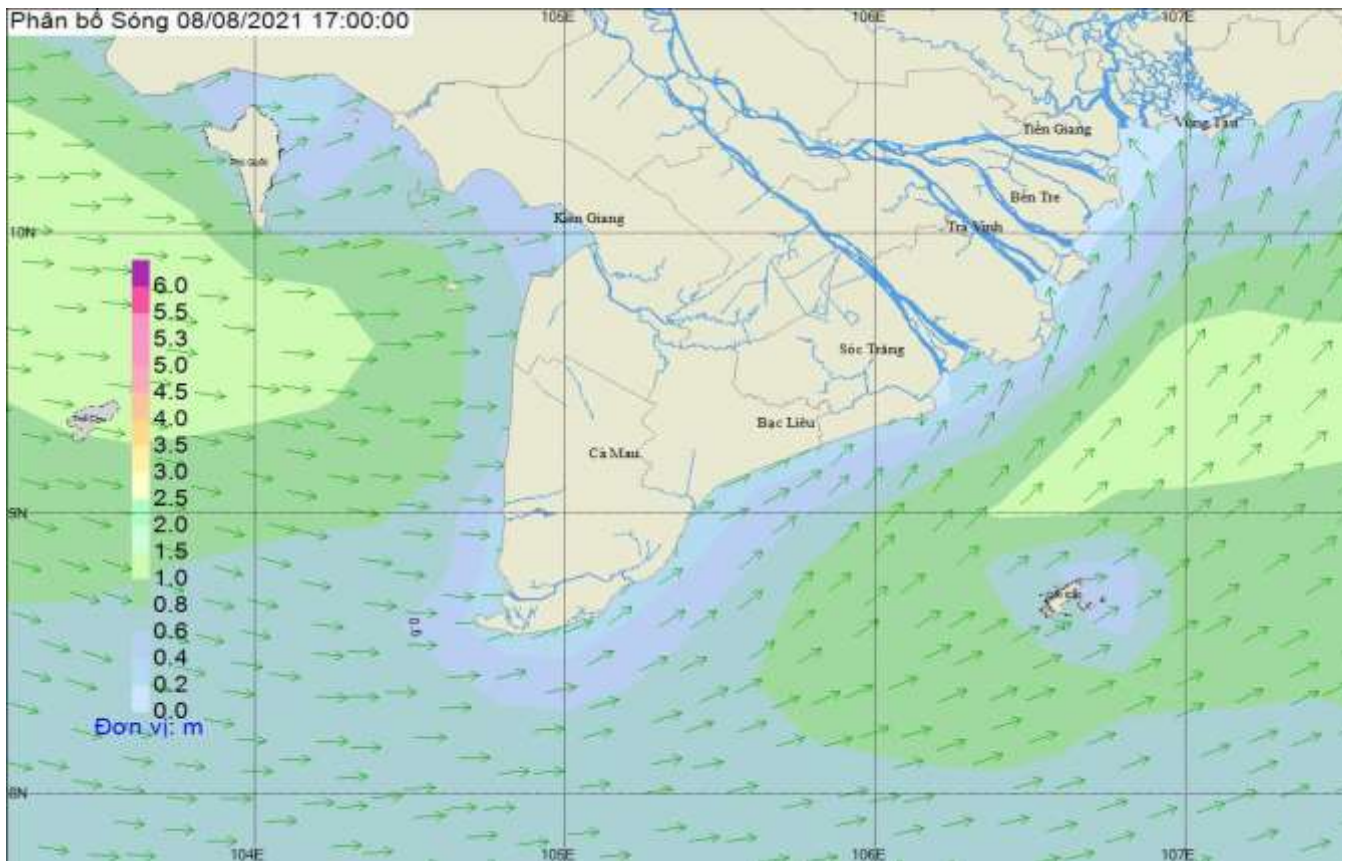 Phân bố Sóng 08/08/2021 17:00:00
105E
106E
107E
Tiền Giang
Vũng Tàu
Bến Tre
Kiên Giang
Trà Vinh
10N
6.0
5.5
5.3
5.0
4.5
4.0
3.5
3.0
2.5
2.0
1.5
1.0
0.8
0.6
0.4
0.2
0.0
Đơn vị: m
Sóc Trăng
Bạc Liêu
Cà Mau
9N
8N
104E
105E
106E
107E